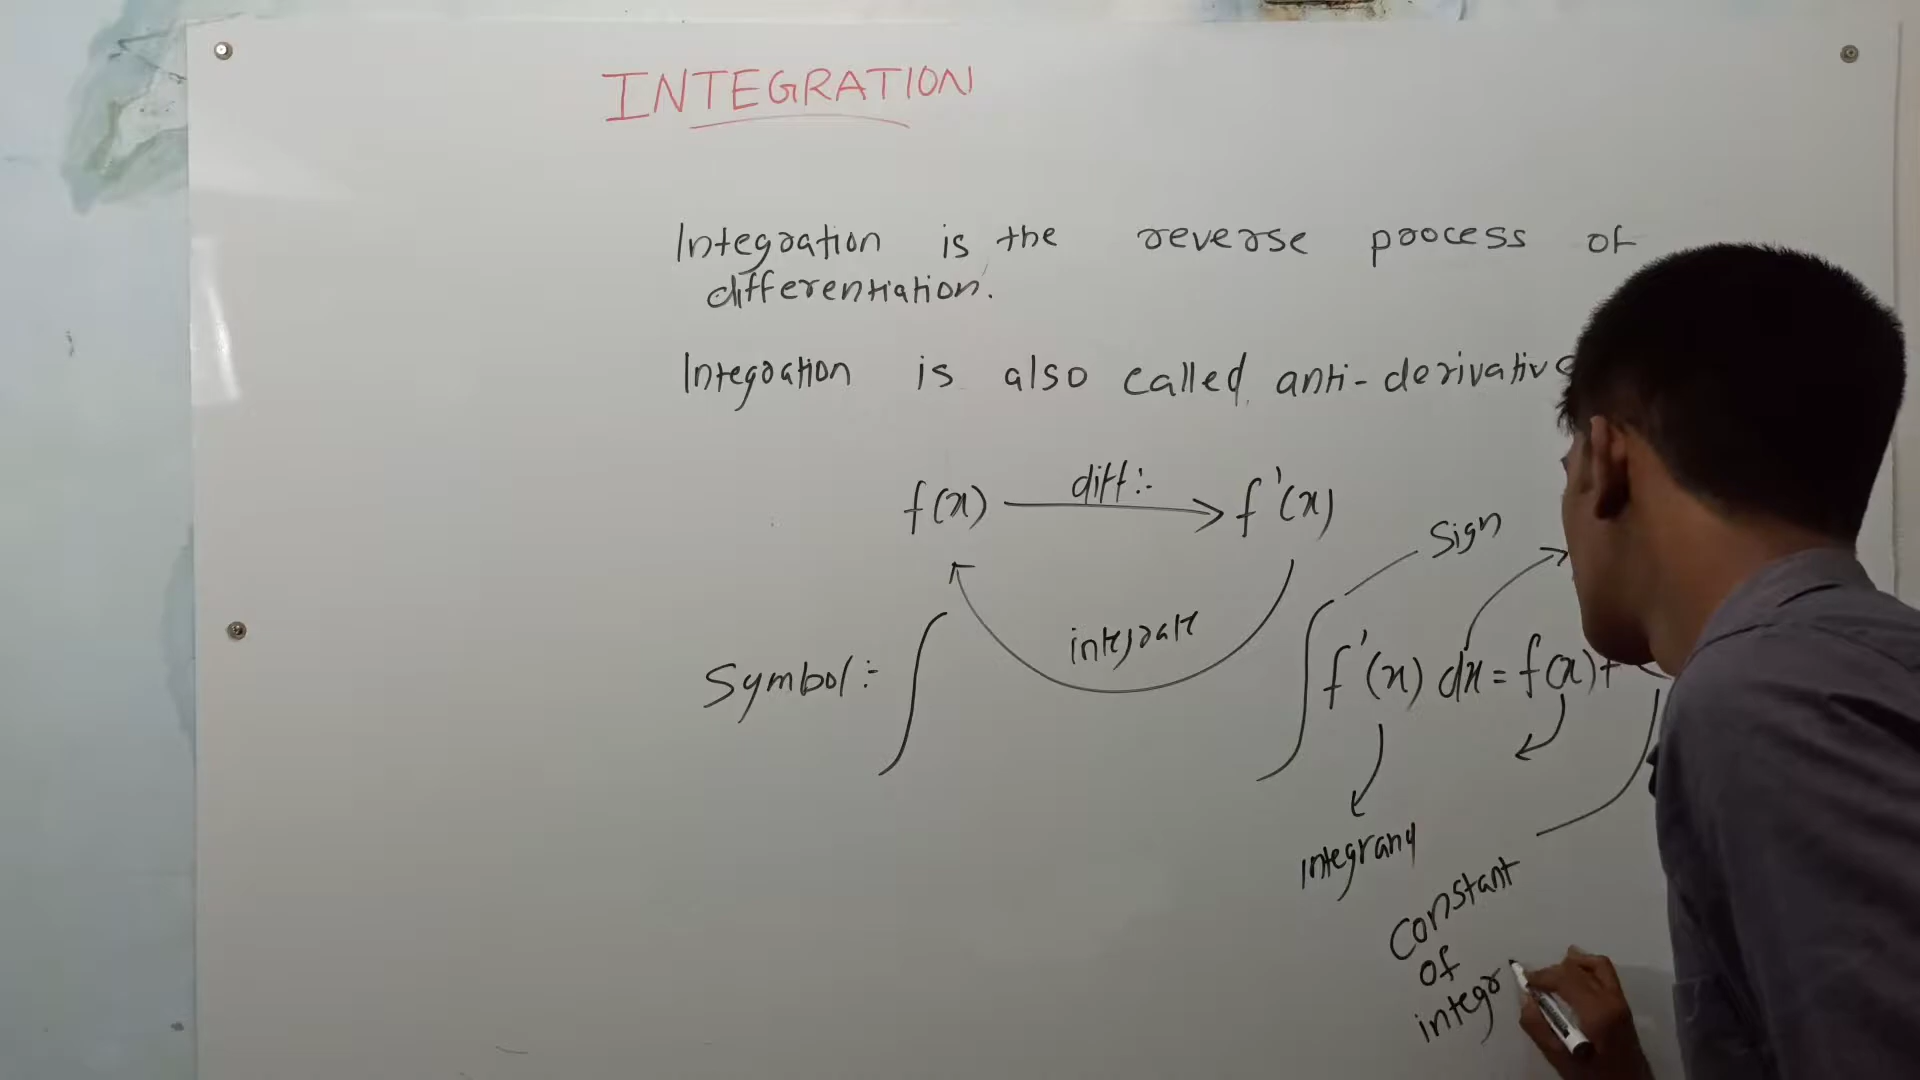 INTEGRATION
Integration is the reverse process of
differentiation.
Integration is also called anti-derivative
f(x) diff:- f'(x)
Sign
integrate
Symbol:- ∫
∫ f'(x) dx = f(x) +
integrand
constant
of
integr